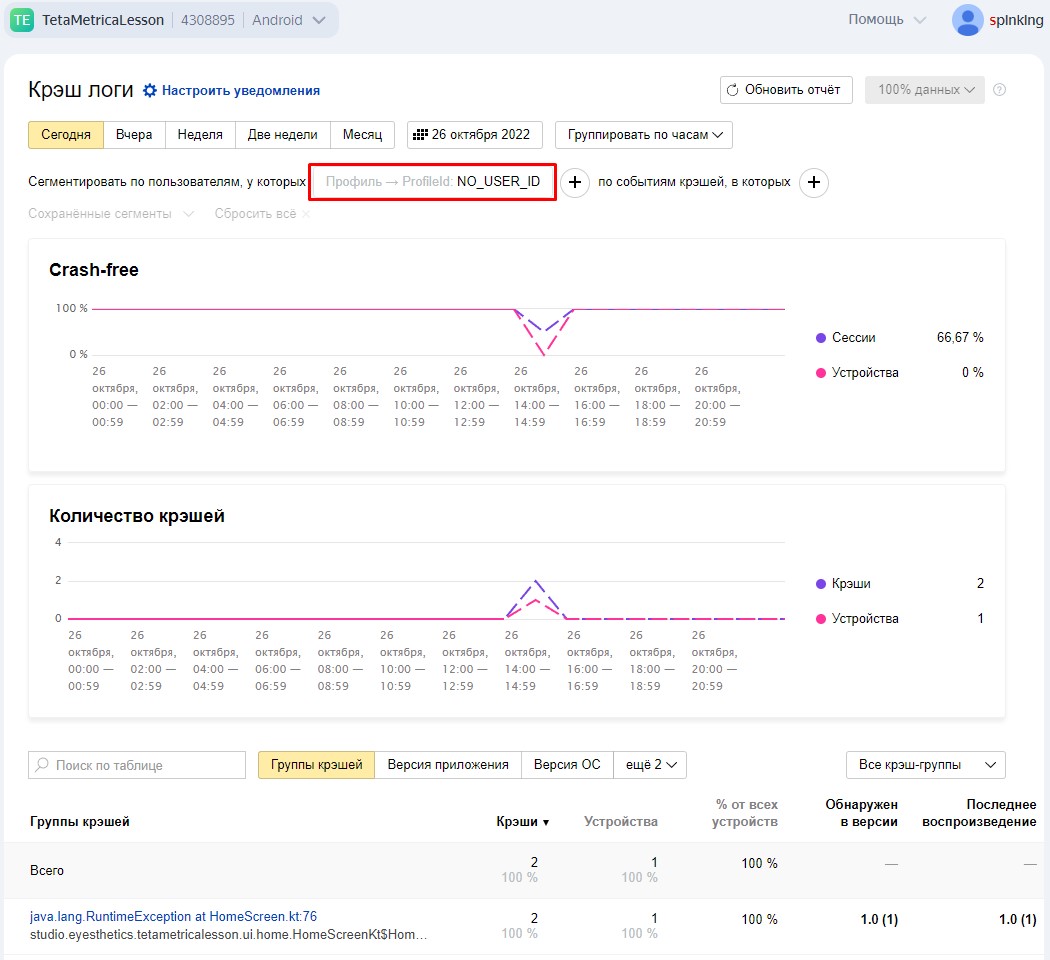 TE TetaMetricaLesson 4308895 Android Помощь spinking
Крэш логи Настроить уведомления Обновить отчёт 100% данных ?
Сегодня Вчера Неделя Две недели Месяц 26 октября 2022 Группировать по часам
Сегментировать по пользователям, у которых Профиль → ProfileId: NO_USER_ID + по событиям крэшей, в которых +
Сохранённые сегменты Сбросить всё ×
Crash-free
100 %
0 %
26 26 26 26 26 26 26 26 26 26 26
октября, октября, октября, октября, октября, октября, октября, октября, октября, октября, октября,
00:00 — 02:00 — 04:00 — 06:00 — 08:00 — 10:00 — 12:00 — 14:00 — 16:00 — 18:00 — 20:00 —
00:59 02:59 04:59 06:59 08:59 10:59 12:59 14:59 16:59 18:59 20:59
Сессии 66,67 %
Устройства 0 %
Количество крэшей
4
2
0
26 26 26 26 26 26 26 26 26 26 26
октября, октября, октября, октября, октября, октября, октября, октября, октября, октября, октября,
00:00 — 02:00 — 04:00 — 06:00 — 08:00 — 10:00 — 12:00 — 14:00 — 16:00 — 18:00 — 20:00 —
00:59 02:59 04:59 06:59 08:59 10:59 12:59 14:59 16:59 18:59 20:59
Крэши 2
Устройства 1
Поиск по таблице Группы крэшей Версия приложения Версия ОС ещё 2 Все крэш-группы
Группы крэшей Крэши ▼ Устройства % от всех устройств Обнаружен в версии Последнее воспроизведение
Всего 2 1 100 % — —
100 % 100 %
java.lang.RuntimeException at HomeScreen.kt:76 2 1 100 % 1.0 (1) 1.0 (1)
studio.eyesthetics.tetametricalesson.ui.home.HomeScreenKt$Hom… 100 % 100 %